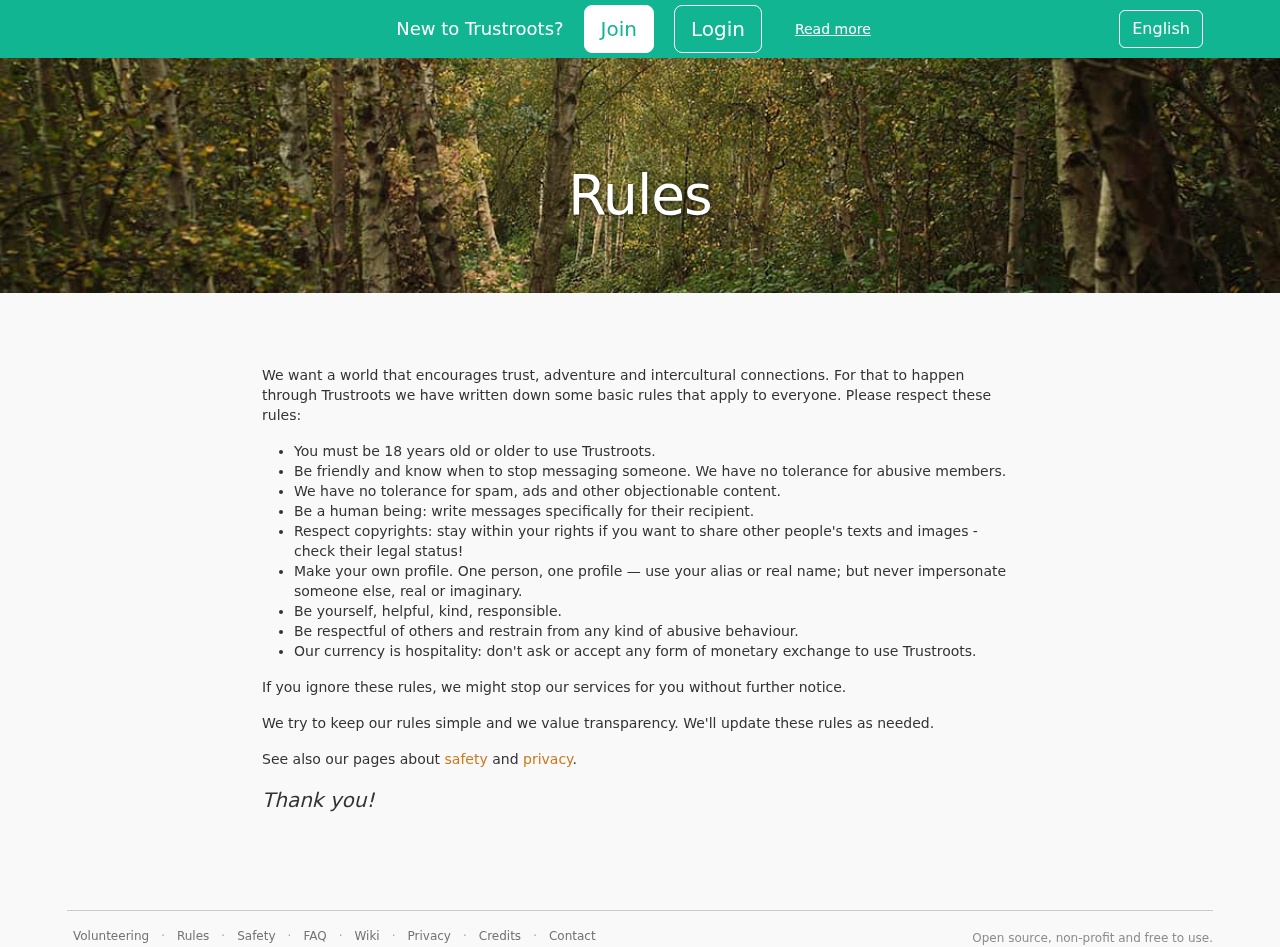 New to Trustroots? Join Login Read more English
Rules
We want a world that encourages trust, adventure and intercultural connections. For that to happen
through Trustroots we have written down some basic rules that apply to everyone. Please respect these
rules:
• You must be 18 years old or older to use Trustroots.
• Be friendly and know when to stop messaging someone. We have no tolerance for abusive members.
• We have no tolerance for spam, ads and other objectionable content.
• Be a human being: write messages specifically for their recipient.
• Respect copyrights: stay within your rights if you want to share other people's texts and images -
check their legal status!
• Make your own profile. One person, one profile — use your alias or real name; but never impersonate
someone else, real or imaginary.
• Be yourself, helpful, kind, responsible.
• Be respectful of others and restrain from any kind of abusive behaviour.
• Our currency is hospitality: don't ask or accept any form of monetary exchange to use Trustroots.
If you ignore these rules, we might stop our services for you without further notice.
We try to keep our rules simple and we value transparency. We'll update these rules as needed.
See also our pages about safety and privacy.
Thank you!
Volunteering · Rules · Safety · FAQ · Wiki · Privacy · Credits · Contact
Open source, non-profit and free to use.